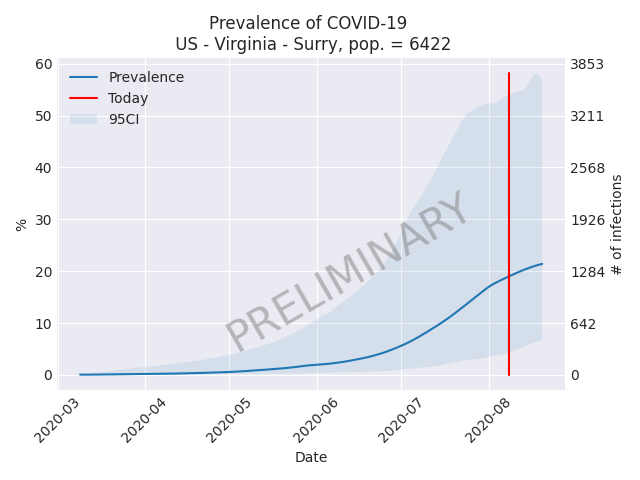 Prevalence of COVID-19
US - Virginia - Surry, pop. = 6422
Prevalence
Today
95CI
60
50
40
30
20
10
0
%
3853
3211
2568
1926
1284
642
0
# of infections
PRELIMINARY
2020-03
2020-04
2020-05
2020-06
2020-07
2020-08
Date